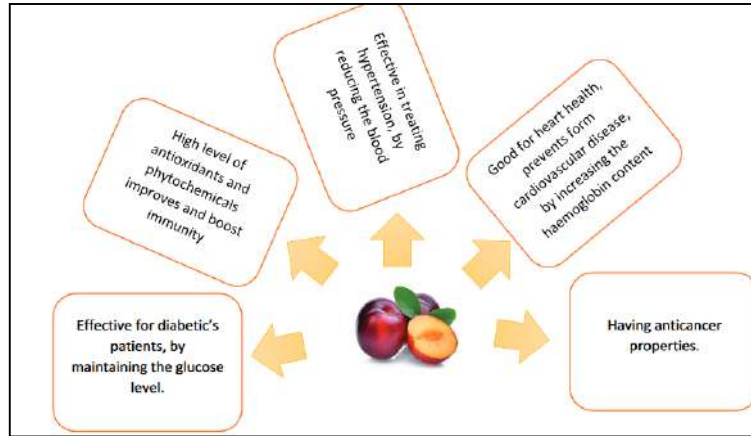 Effective for diabetic's
patients, by
maintaining the glucose
level.
High level of
antioxidants and
phytochemicals
improves and boost
immunity
Effective in treating
hypertension, by
reducing the blood
pressure
Good for heart health,
prevents form
cardiovascular disease,
by increasing the
haemoglobin content
Having anticancer
properties.